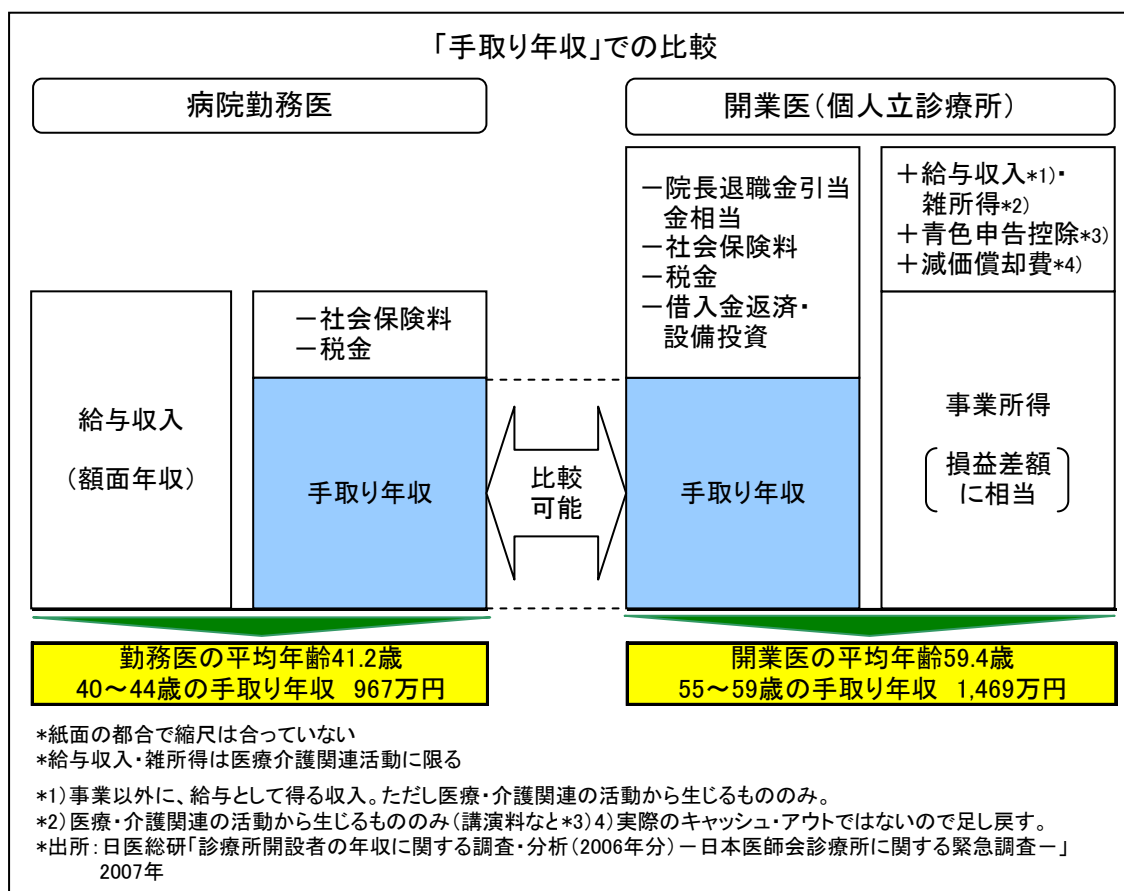 「手取り年収」での比較
病院勤務医
給与収入
（額面年収）
－社会保険料
－税金
手取り年収
比較
可能
開業医（個人立診療所）
－院長退職金引当
金相当
－社会保険料
－税金
－借入金返済・
設備投資
手取り年収
＋給与収入*1)・
雑所得*2)
＋青色申告控除*3)
＋減価償却費*4)
事業所得
損益差額
に相当
勤務医の平均年齢41.2歳
40～44歳の手取り年収 967万円
開業医の平均年齢59.4歳
55～59歳の手取り年収 1,469万円
*紙面の都合で縮尺は合っていない
*給与収入・雑所得は医療介護関連活動に限る
*1)事業以外に、給与として得る収入。ただし医療・介護関連の活動から生じるもののみ。
*2)医療・介護関連の活動から生じるもののみ（講演料など*3)4)実際のキャッシュ・アウトではないので足し戻す。
*出所：日医総研「診療所開設者の年収に関する調査・分析（2006年分）－日本医師会診療所に関する緊急調査－」
2007年